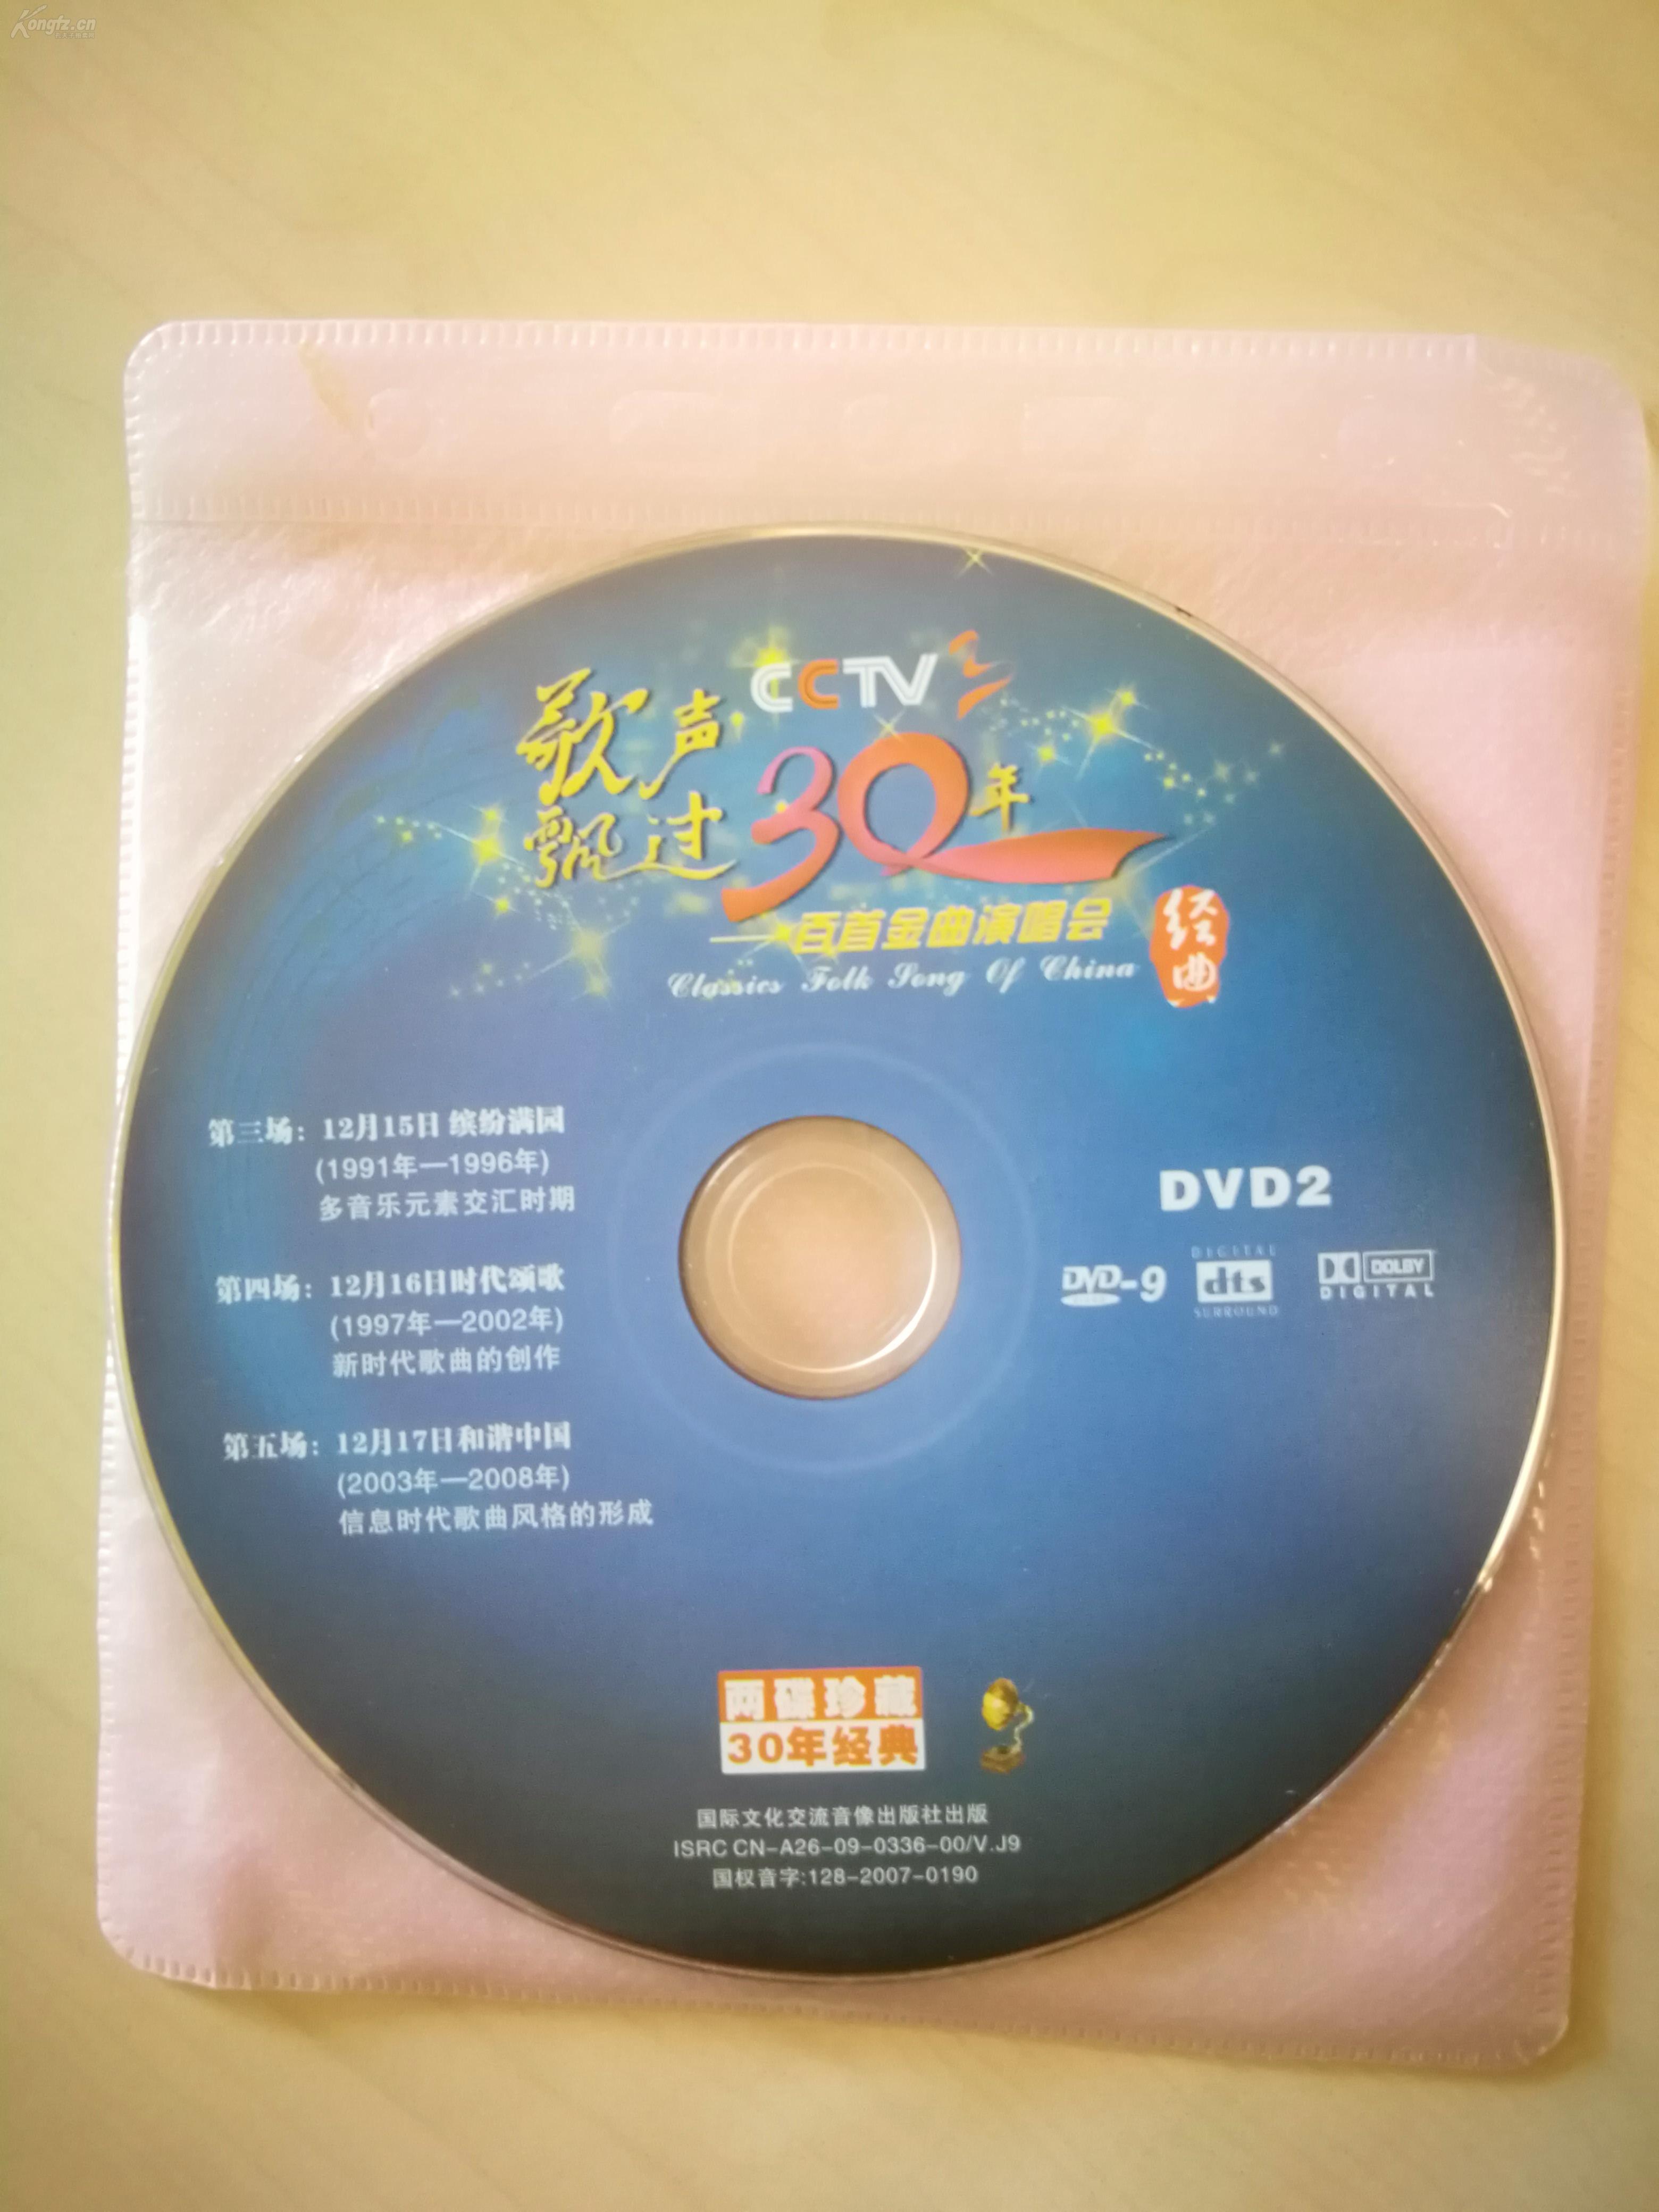 Kongfz.cn
CCTV
歌声
飘过
30年
——百首金曲演唱会
Classics Folk Song Of China
经典
第三场：12月15日 缤纷满园
(1991年—1996年)
多音乐元素交汇时期
第四场：12月16日时代颂歌
(1997年—2002年)
新时代歌曲的创作
第五场：12月17日和谐中国
(2003年—2008年)
信息时代歌曲风格的形成
DVD2
DVD-9
DIGITAL
dts
SURROUND
DOLBY
DIGITAL
两碟珍藏
30年经典
国际文化交流音像出版社出版
ISRC CN-A26-09-0336-00/V.J9
国权音字:128-2007-0190